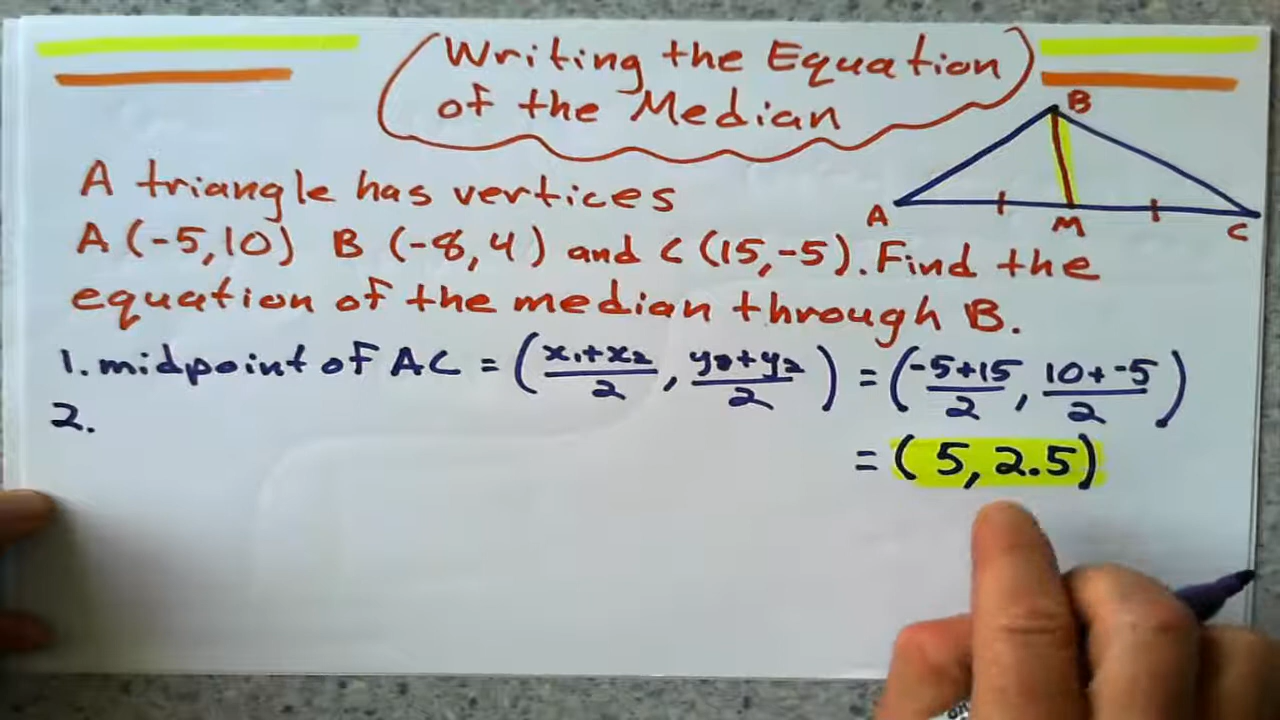 Writing the Equation
of the Median
B
A
M
C
A triangle has vertices
A(-5,10) B (-8,4) and C(15,-5). Find the
equation of the median through B.
1. midpoint of AC = (x₁+x₂/2, y₁+y₂/2) = (-5+15/2, 10+-5/2)
2.
= (5, 2.5)